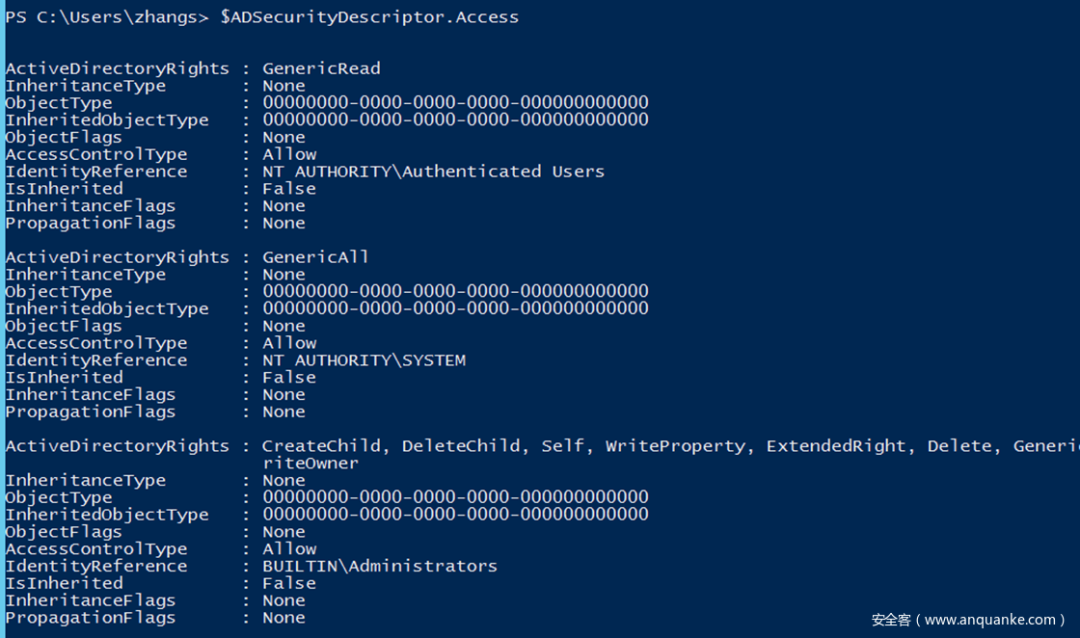 PS C:\Users\zhangs> $ADSecurityDescriptor.Access
ActiveDirectoryRights : GenericRead
InheritanceType : None
ObjectType : 00000000-0000-0000-0000-000000000000
InheritedObjectType : 00000000-0000-0000-0000-000000000000
ObjectFlags : None
AccessControlType : Allow
IdentityReference : NT AUTHORITY\Authenticated Users
IsInherited : False
InheritanceFlags : None
PropagationFlags : None
ActiveDirectoryRights : GenericAll
InheritanceType : None
ObjectType : 00000000-0000-0000-0000-000000000000
InheritedObjectType : 00000000-0000-0000-0000-000000000000
ObjectFlags : None
AccessControlType : Allow
IdentityReference : NT AUTHORITY\SYSTEM
IsInherited : False
InheritanceFlags : None
PropagationFlags : None
ActiveDirectoryRights : CreateChild, DeleteChild, Self, WriteProperty, ExtendedRight, Delete, Generi
riteOwner
InheritanceType : None
ObjectType : 00000000-0000-0000-0000-000000000000
InheritedObjectType : 00000000-0000-0000-0000-000000000000
ObjectFlags : None
AccessControlType : Allow
IdentityReference : BUILTIN\Administrators
IsInherited : False
InheritanceFlags : None
PropagationFlags : None
安全客（www.anquanke.com）